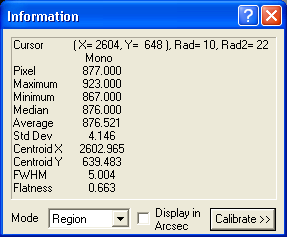 Information
Cursor ( X= 2604, Y= 648 ), Rad= 10, Rad2= 22
Mono
Pixel 877.000
Maximum 923.000
Minimum 867.000
Median 876.000
Average 876.521
Std Dev 4.146
Centroid X 2602.965
Centroid Y 639.483
FWHM 5.004
Flatness 0.663
Mode Region Display in Arcsec Calibrate >>